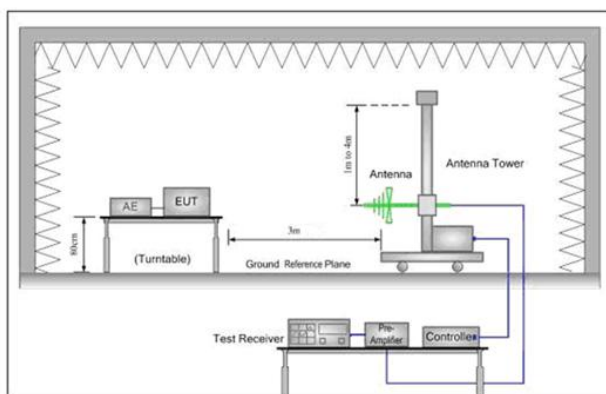 1m to 4m
Antenna
Antenna Tower
AE
EUT
80cm
(Turntable)
3m
Ground Reference Plane
Test Receiver
Pre-
Amplifier
Controller